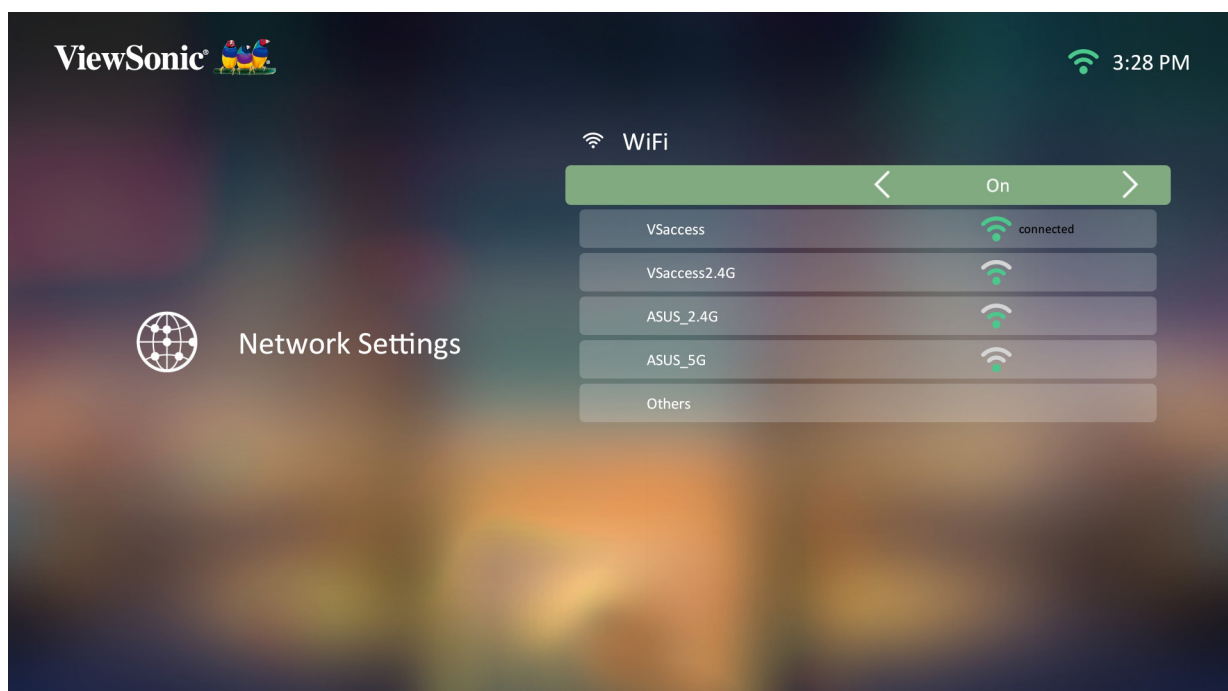 ViewSonic®
3:28 PM
WiFi
On
VSaccess
connected
VSaccess2.4G
ASUS_2.4G
ASUS_5G
Others
Network Settings